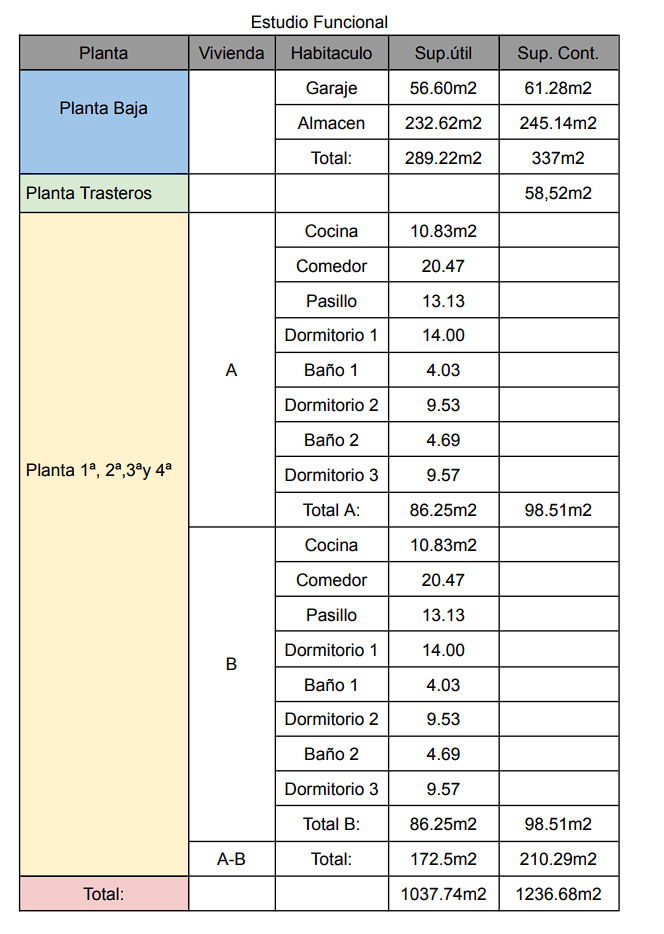 Estudio Funcional
Planta Vivienda Habitaculo Sup.útil Sup. Cont.
Planta Baja Garaje 56.60m2 61.28m2
Almacen 232.62m2 245.14m2
Total: 289.22m2 337m2
Planta Trasteros 58,52m2
Planta 1ª, 2ª,3ªy 4ª A Cocina 10.83m2
Comedor 20.47
Pasillo 13.13
Dormitorio 1 14.00
Baño 1 4.03
Dormitorio 2 9.53
Baño 2 4.69
Dormitorio 3 9.57
Total A: 86.25m2 98.51m2
B Cocina 10.83m2
Comedor 20.47
Pasillo 13.13
Dormitorio 1 14.00
Baño 1 4.03
Dormitorio 2 9.53
Baño 2 4.69
Dormitorio 3 9.57
Total B: 86.25m2 98.51m2
A-B Total: 172.5m2 210.29m2
Total: 1037.74m2 1236.68m2